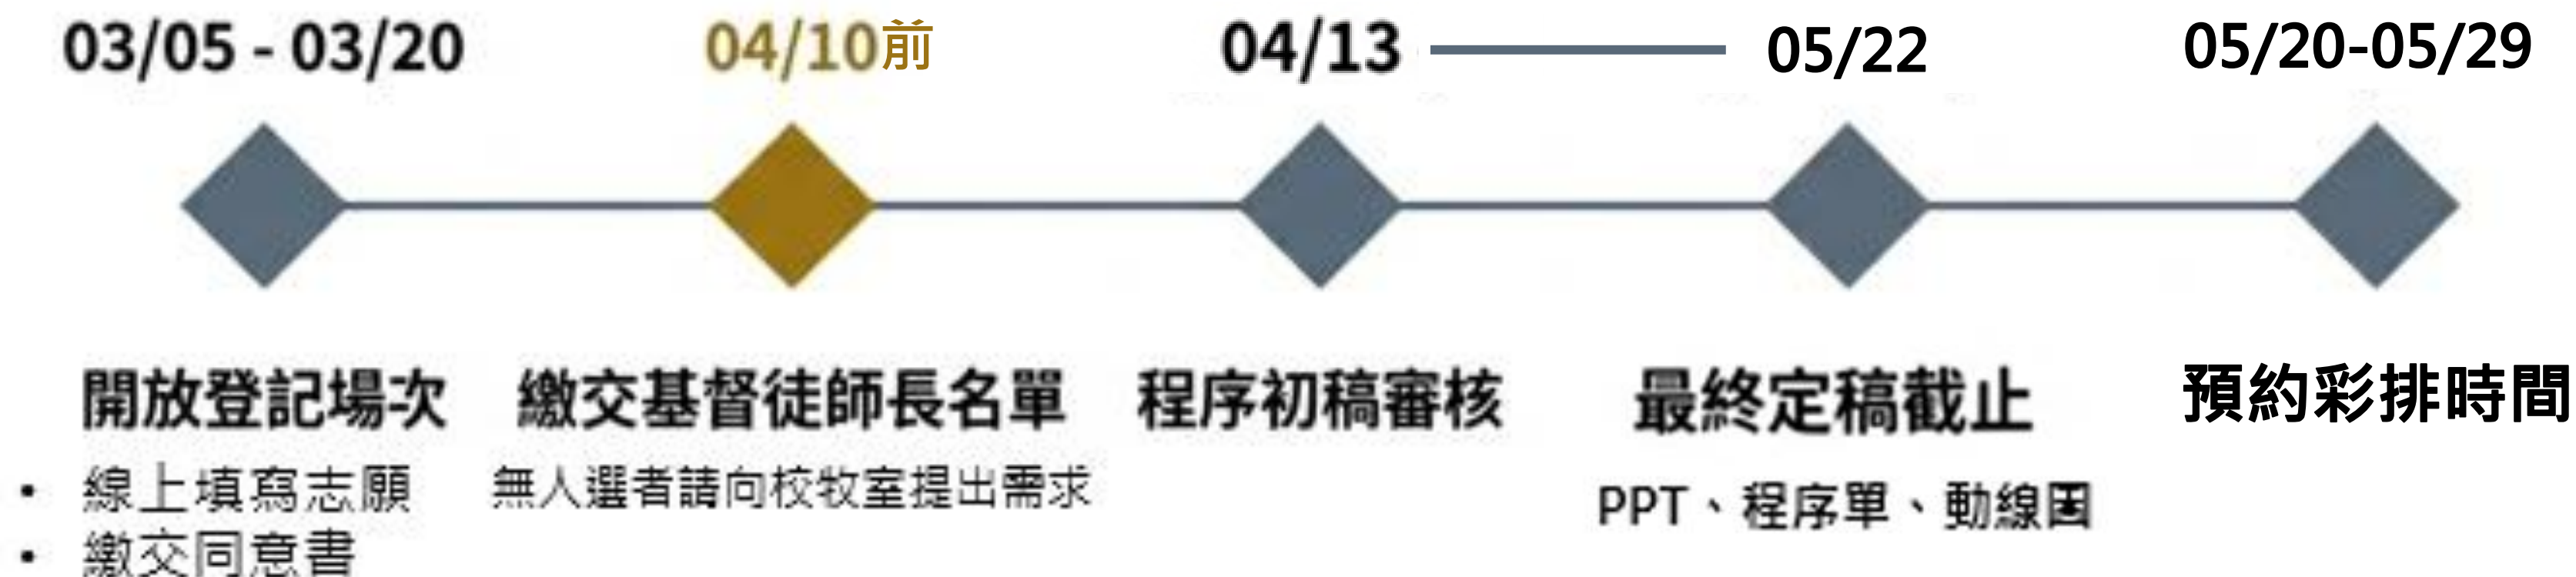 03/05 - 03/20
04/10前
04/13
05/22
05/20-05/29
開放登記場次
繳交基督徒師長名單
程序初稿審核
最終定稿截止
預約彩排時間
• 線上填寫志願
• 繳交同意書
無人選者請向校牧室提出需求
PPT、程序單、動線圖